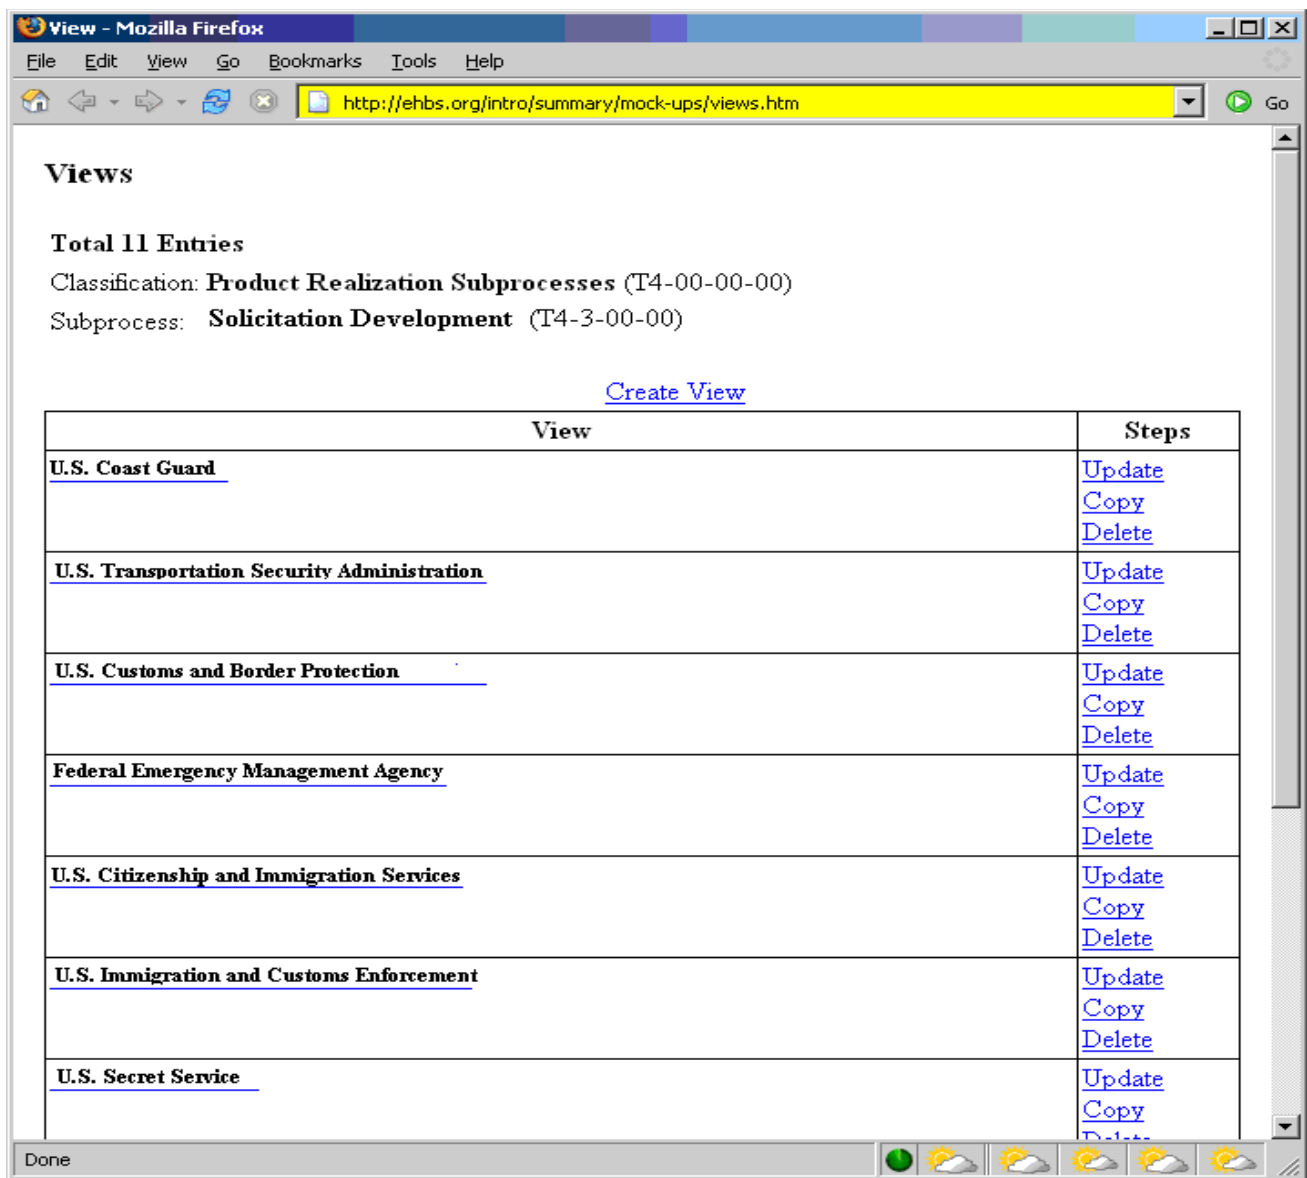 View - Mozilla Firefox
File Edit View Go Bookmarks Tools Help
http://ehbs.org/intro/summary/mock-ups/views.htm Go
Views
Total 11 Entries
Classification: Product Realization Subprocesses (T4-00-00-00)
Subprocess: Solicitation Development (T4-3-00-00)
Create View
View Steps
U.S. Coast Guard Update
Copy
Delete
U.S. Transportation Security Administration Update
Copy
Delete
U.S. Customs and Border Protection Update
Copy
Delete
Federal Emergency Management Agency Update
Copy
Delete
U.S. Citizenship and Immigration Services Update
Copy
Delete
U.S. Immigration and Customs Enforcement Update
Copy
Delete
U.S. Secret Service Update
Copy
Delete
Done